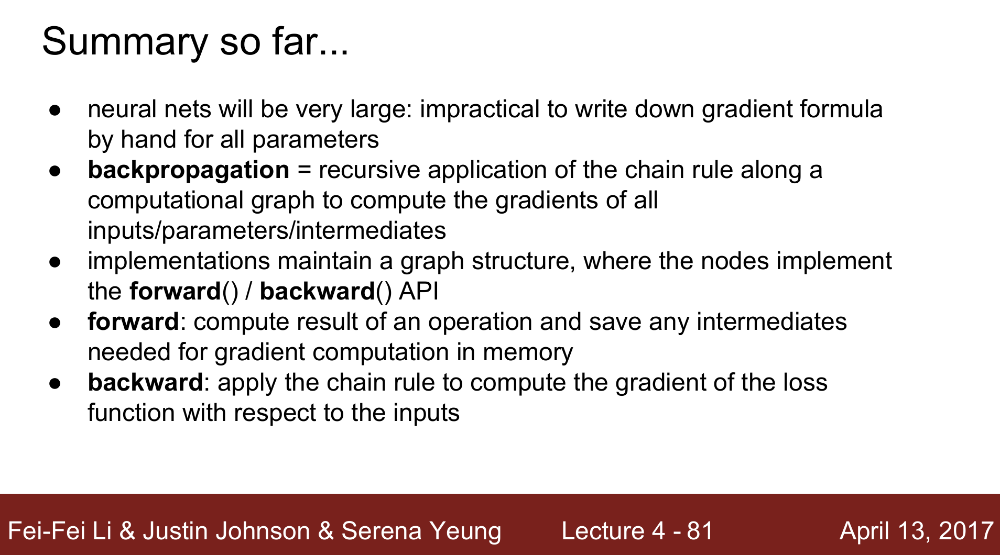 Summary so far...
● neural nets will be very large: impractical to write down gradient formula
by hand for all parameters
● backpropagation = recursive application of the chain rule along a
computational graph to compute the gradients of all
inputs/parameters/intermediates
● implementations maintain a graph structure, where the nodes implement
the forward() / backward() API
● forward: compute result of an operation and save any intermediates
needed for gradient computation in memory
● backward: apply the chain rule to compute the gradient of the loss
function with respect to the inputs
Fei-Fei Li & Justin Johnson & Serena Yeung Lecture 4 - 81 April 13, 2017